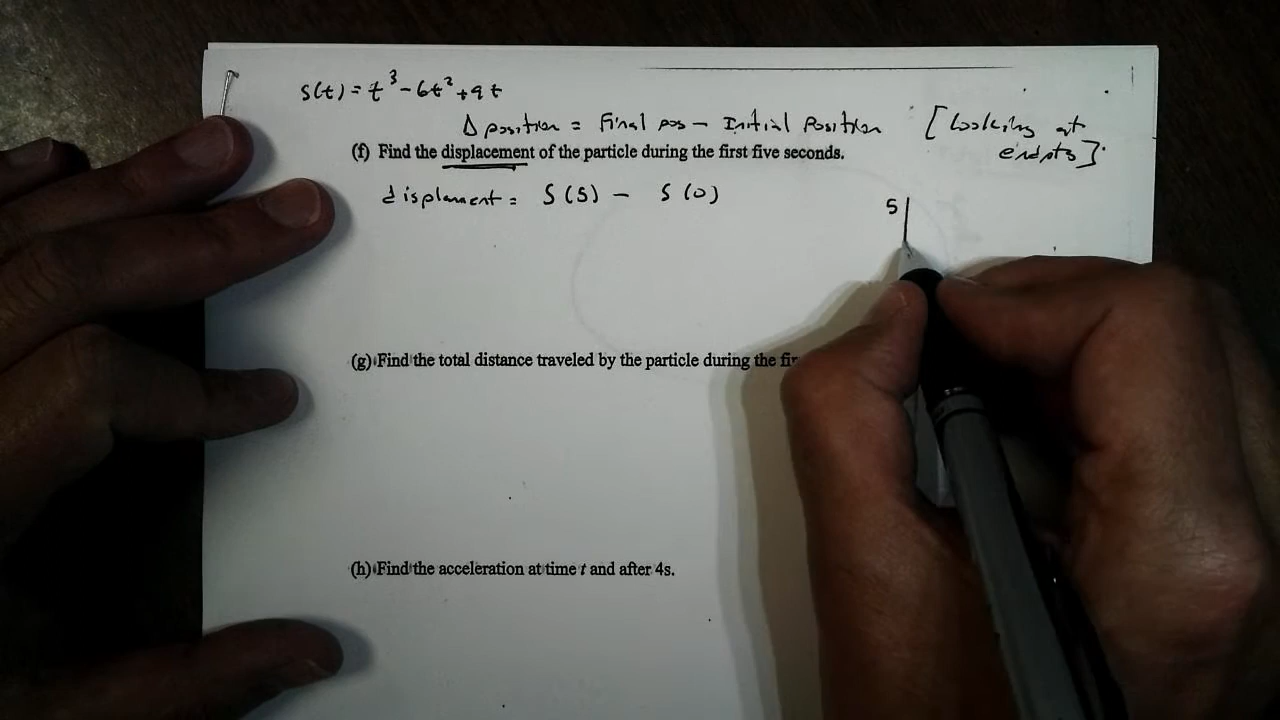 s(t) = t³ - 6t² + 9t
Δ position = Final pos - Initial Position [Looking at
endpts]
(f) Find the displacement of the particle during the first five seconds.
displament = S(5) - S(0)
5
(g) Find the total distance traveled by the particle during the
(h) Find the acceleration at time t and after 4s.